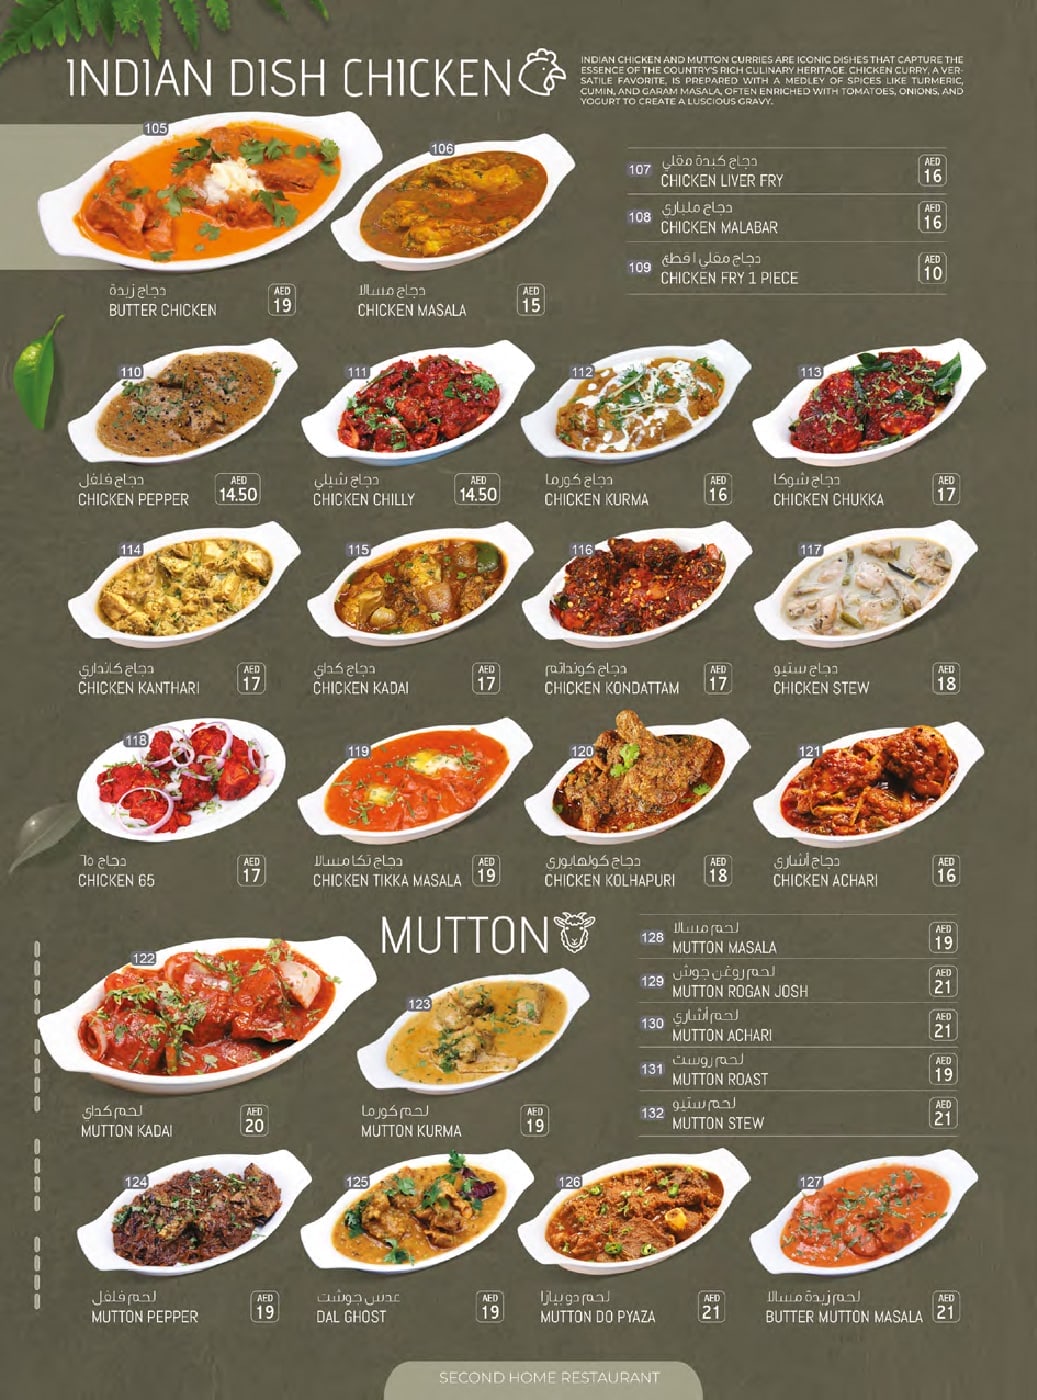 INDIAN DISH CHICKEN
INDIAN CHICKEN AND MUTTON CURRIES ARE ICONIC DISHES THAT CAPTURE THE
ESSENCE OF THE COUNTRY'S RICH CULINARY HERITAGE. CHICKEN CURRY, A VER-
SATILE FAVORITE, IS PREPARED WITH A MEDLEY OF SPICES LIKE TURMERIC,
CUMIN, AND GARAM MASALA, OFTEN ENRICHED WITH TOMATOES, ONIONS, AND
YOGURT TO CREATE A LUSCIOUS GRAVY.
105
دجاج زبدة
BUTTER CHICKEN
AED
19
106
دجاج مسالا
CHICKEN MASALA
AED
15
107
دجاج كبدة مقلي
CHICKEN LIVER FRY
AED
16
108
دجاج مليباري
CHICKEN MALABAR
AED
16
109
دجاج مقلي ا قطع
CHICKEN FRY 1 PIECE
AED
10
110
دجاج فلفل
CHICKEN PEPPER
AED
14.50
111
دجاج شيلي
CHICKEN CHILLY
AED
14.50
112
دجاج كورما
CHICKEN KURMA
AED
16
113
دجاج شوكا
CHICKEN CHUKKA
AED
17
114
دجاج كانداري
CHICKEN KANTHARI
AED
17
115
دجاج كداي
CHICKEN KADAI
AED
17
116
دجاج كونداتم
CHICKEN KONDATTAM
AED
17
117
دجاج ستيو
CHICKEN STEW
AED
18
118
دجاج ٦٥
CHICKEN 65
AED
17
119
دجاج تكا مسالا
CHICKEN TIKKA MASALA
AED
19
120
دجاج كولهابوري
CHICKEN KOLHAPURI
AED
18
121
دجاج أشاري
CHICKEN ACHARI
AED
16
MUTTON
122
لحم كداي
MUTTON KADAI
AED
20
123
لحم كورما
MUTTON KURMA
AED
19
128
لحم مسالا
MUTTON MASALA
AED
19
129
لحم روغن جوش
MUTTON ROGAN JOSH
AED
21
130
لحم أشاري
MUTTON ACHARI
AED
21
131
لحم روست
MUTTON ROAST
AED
19
132
لحم ستيو
MUTTON STEW
AED
21
124
لحم فلفل
MUTTON PEPPER
AED
19
125
عدس جوشت
DAL GHOST
AED
19
126
لحم دو بيازا
MUTTON DO PYAZA
AED
21
127
لحم زبدة مسالا
BUTTER MUTTON MASALA
AED
21
SECOND HOME RESTAURANT